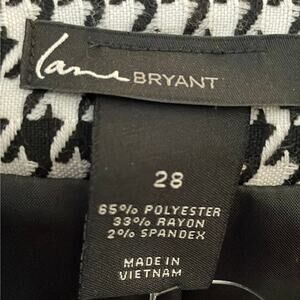 Lane BRYANT
28
65% POLYESTER
33% RAYON
2% SPANDEX
MADE IN
VIETNAM